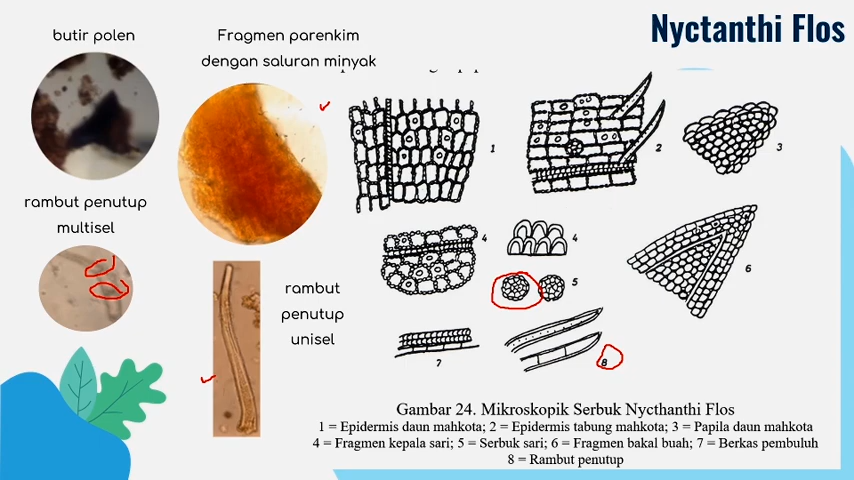 Nyctanthi Flos
butir polen
Fragmen parenkim
dengan saluran minyak
rambut penutup
multisel
rambut
penutup
unisel
1
2
3
4
4
5
6
7
8
Gambar 24. Mikroskopik Serbuk Nycthanthi Flos
1 = Epidermis daun mahkota; 2 = Epidermis tabung mahkota; 3 = Papila daun mahkota
4 = Fragmen kepala sari; 5 = Serbuk sari; 6 = Fragmen bakal buah; 7 = Berkas pembuluh
8 = Rambut penutup